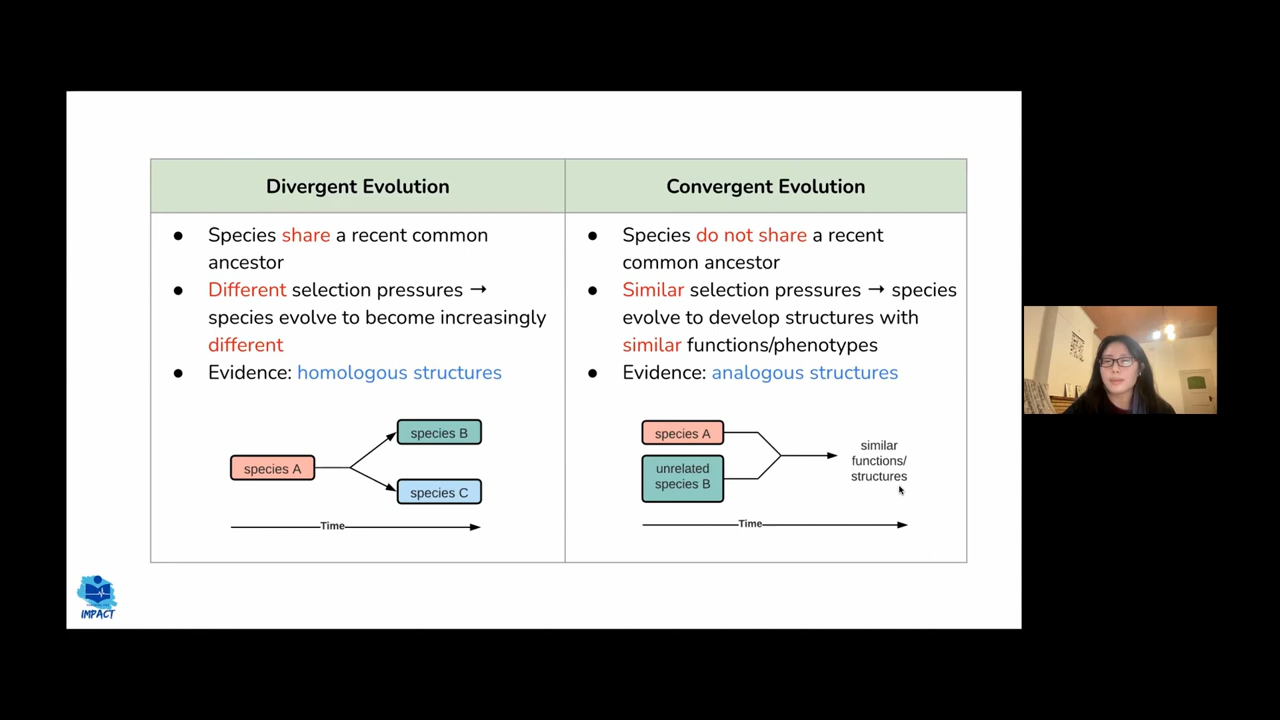 Divergent Evolution
Convergent Evolution
● Species share a recent common
ancestor
● Different selection pressures →
species evolve to become increasingly
different
● Evidence: homologous structures
species A
species B
species C
Time
● Species do not share a recent
common ancestor
● Similar selection pressures → species
evolve to develop structures with
similar functions/phenotypes
● Evidence: analogous structures
species A
unrelated
species B
similar
functions/
structures
Time
IMPACT